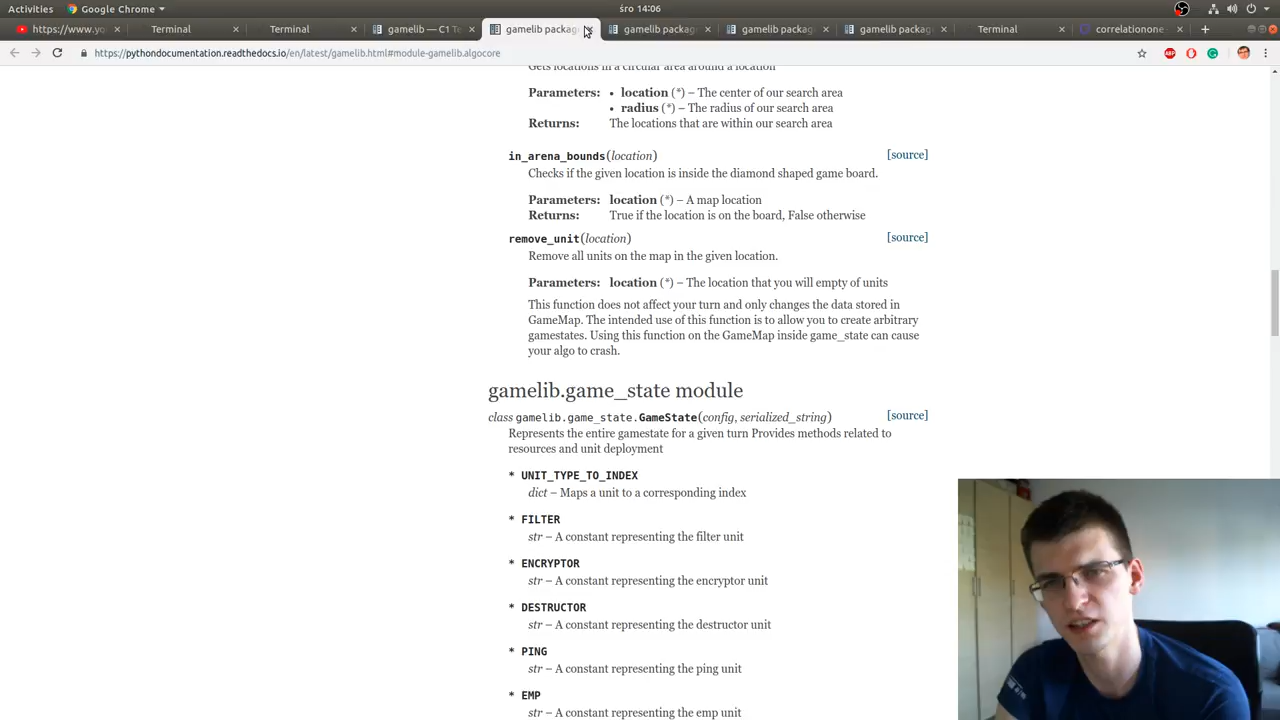 Activities Google Chrome śro 14:06
https://www.yo Terminal Terminal gamelib — C1 Te gamelib package gamelib package gamelib package gamelib package Terminal correlationone
https://pythondocumentation.readthedocs.io/en/latest/gamelib.html#module-gamelib.algocore
Gets locations in a circular area around a location
Parameters: • location (*) – The center of our search area
• radius (*) – The radius of our search area
Returns: The locations that are within our search area
in_arena_bounds(location) [source]
Checks if the given location is inside the diamond shaped game board.
Parameters: location (*) – A map location
Returns: True if the location is on the board, False otherwise
remove_unit(location) [source]
Remove all units on the map in the given location.
Parameters: location (*) – The location that you will empty of units
This function does not affect your turn and only changes the data stored in
GameMap. The intended use of this function is to allow you to create arbitrary
gamestates. Using this function on the GameMap inside game_state can cause
your algo to crash.
gamelib.game_state module
class gamelib.game_state.GameState(config, serialized_string) [source]
Represents the entire gamestate for a given turn Provides methods related to
resources and unit deployment
* UNIT_TYPE_TO_INDEX
dict – Maps a unit to a corresponding index
* FILTER
str – A constant representing the filter unit
* ENCRYPTOR
str – A constant representing the encryptor unit
* DESTRUCTOR
str – A constant representing the destructor unit
* PING
str – A constant representing the ping unit
* EMP
str – A constant representing the emp unit